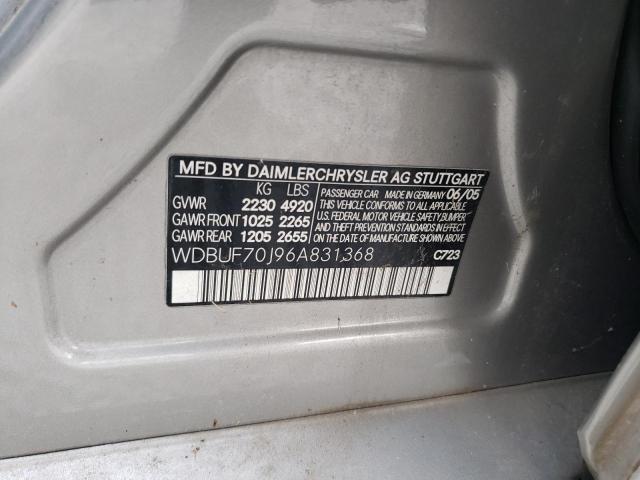 MFD BY DAIMLERCHRYSLER AG STUTTGART
KG LBS
GVWR 2230 4920
GAWR FRONT 1025 2265
GAWR REAR 1205 2655
PASSENGER CAR MADE IN GERMANY 06/05
THIS VEHICLE CONFORMS TO ALL APPLICABLE
U.S. FEDERAL MOTOR VEHICLE SAFETY, BUMPER
AND THEFT PREVENTION STANDARDS IN EFFECT
ON THE DATE OF MANUFACTURE SHOWN ABOVE.
WDBUF70J96A831368
C723